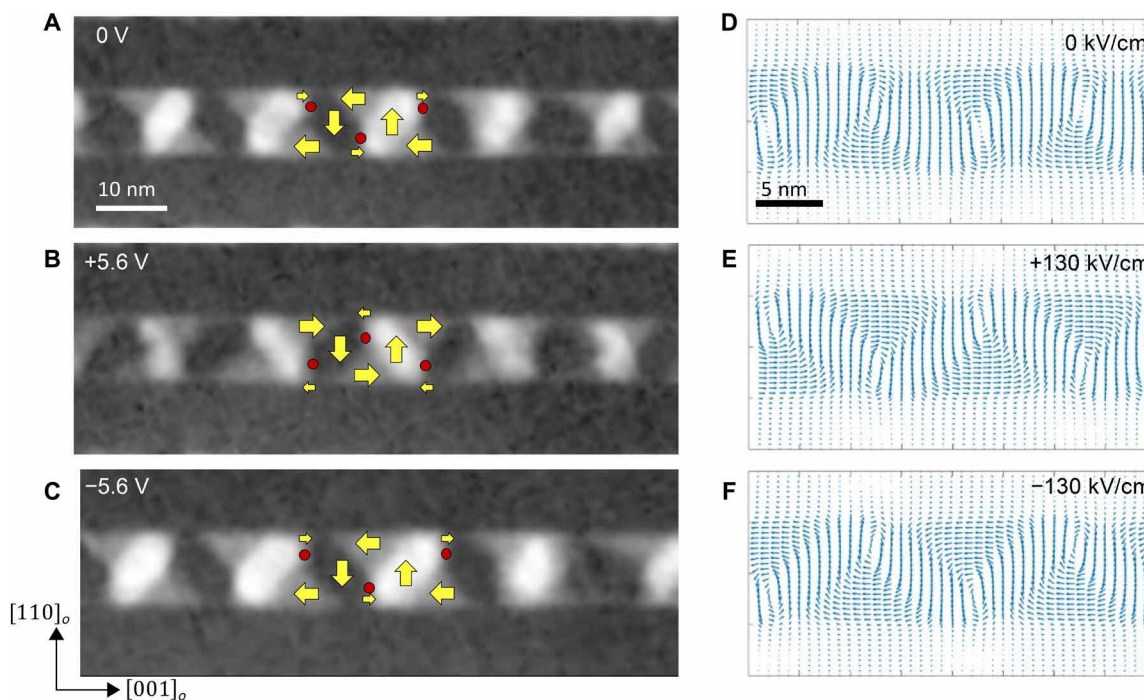 A
0 V
10 nm
B
+5.6 V
C
−5.6 V
[110]o
[001]o
D
0 kV/cm
5 nm
E
+130 kV/cm
F
−130 kV/cm